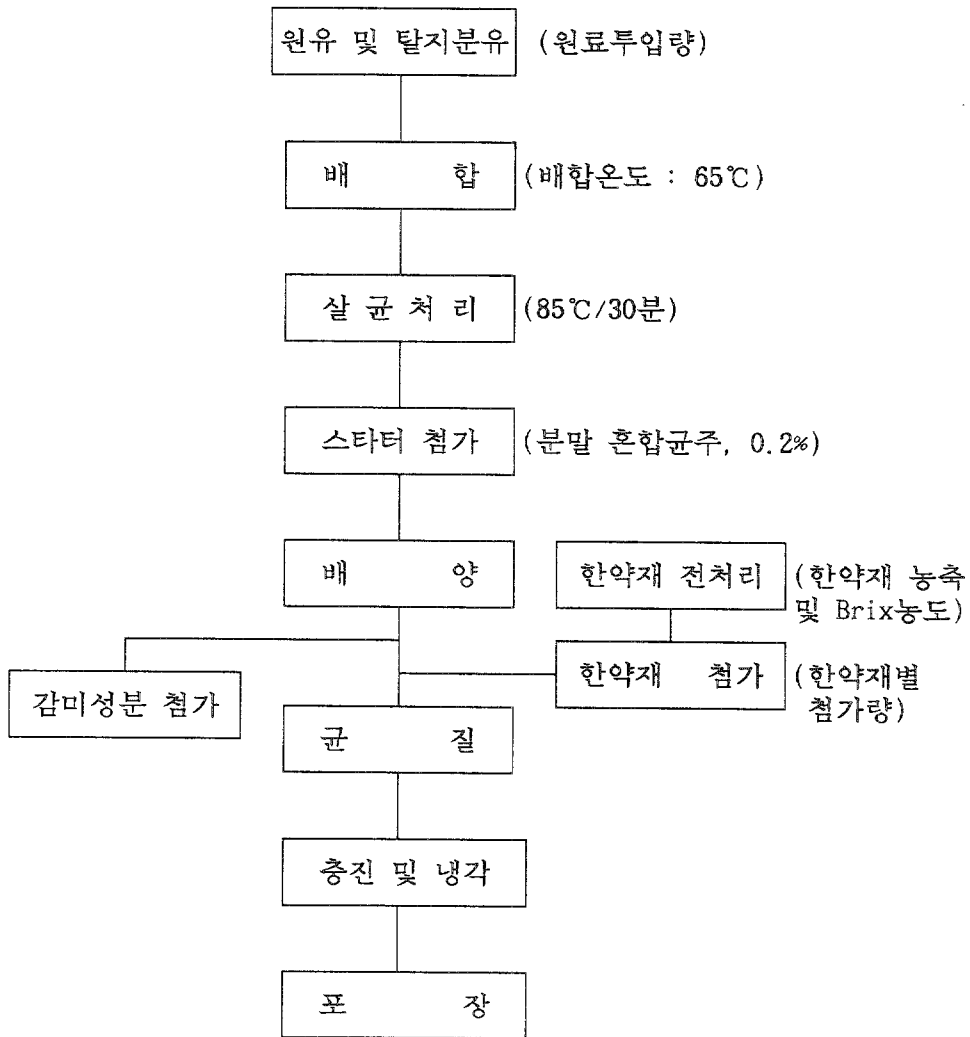 원유 및 탈지분유 (원료투입량)
배 합 (배합온도 : 65℃)
살 균 처 리 (85℃/30분)
스타터 첨가 (분말 혼합균주, 0.2%)
배 양
한약재 전처리 (한약재 농축
및 Brix농도)
한약재 첨가 (한약재별
첨가량)
감미성분 첨가
균 질
충진 및 냉각
포 장